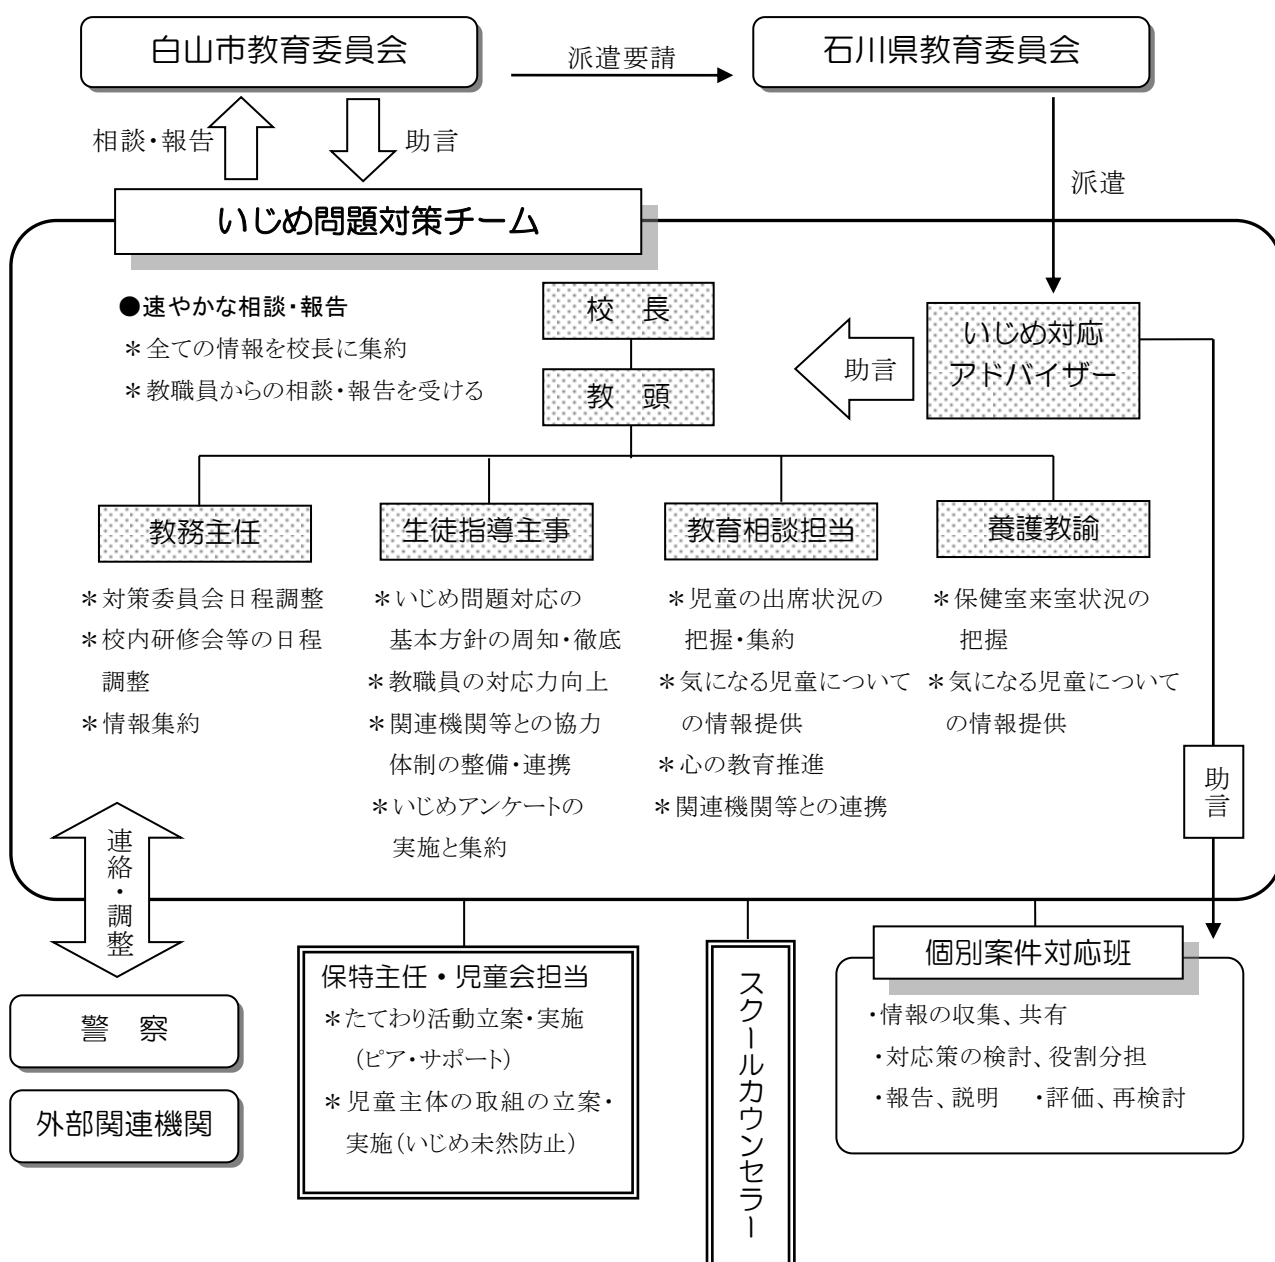 白山市教育委員会
派遣要請
石川県教育委員会
相談・報告
助言
派遣
いじめ問題対策チーム
●速やかな相談・報告
＊全ての情報を校長に集約
＊教職員からの相談・報告を受ける
校　長
教　頭
助言
いじめ対応
アドバイザー
教務主任
＊対策委員会日程調整
＊校内研修会等の日程
調整
＊情報集約
生徒指導主事
＊いじめ問題対応の
基本方針の周知・徹底
＊教職員の対応力向上
＊関連機関等との協力
体制の整備・連携
＊いじめアンケートの
実施と集約
教育相談担当
＊児童の出席状況の
把握・集約
＊気になる児童について
の情報提供
＊心の教育推進
＊関連機関等との連携
養護教諭
＊保健室来室状況の
把握
＊気になる児童について
の情報提供
助言
連絡・調整
警　察
外部関連機関
保特主任・児童会担当
＊たてわり活動立案・実施
（ピア・サポート）
＊児童主体の取組の立案・
実施（いじめ未然防止）
スクールカウンセラー
個別案件対応班
・情報の収集、共有
・対応策の検討、役割分担
・報告、説明　・評価、再検討